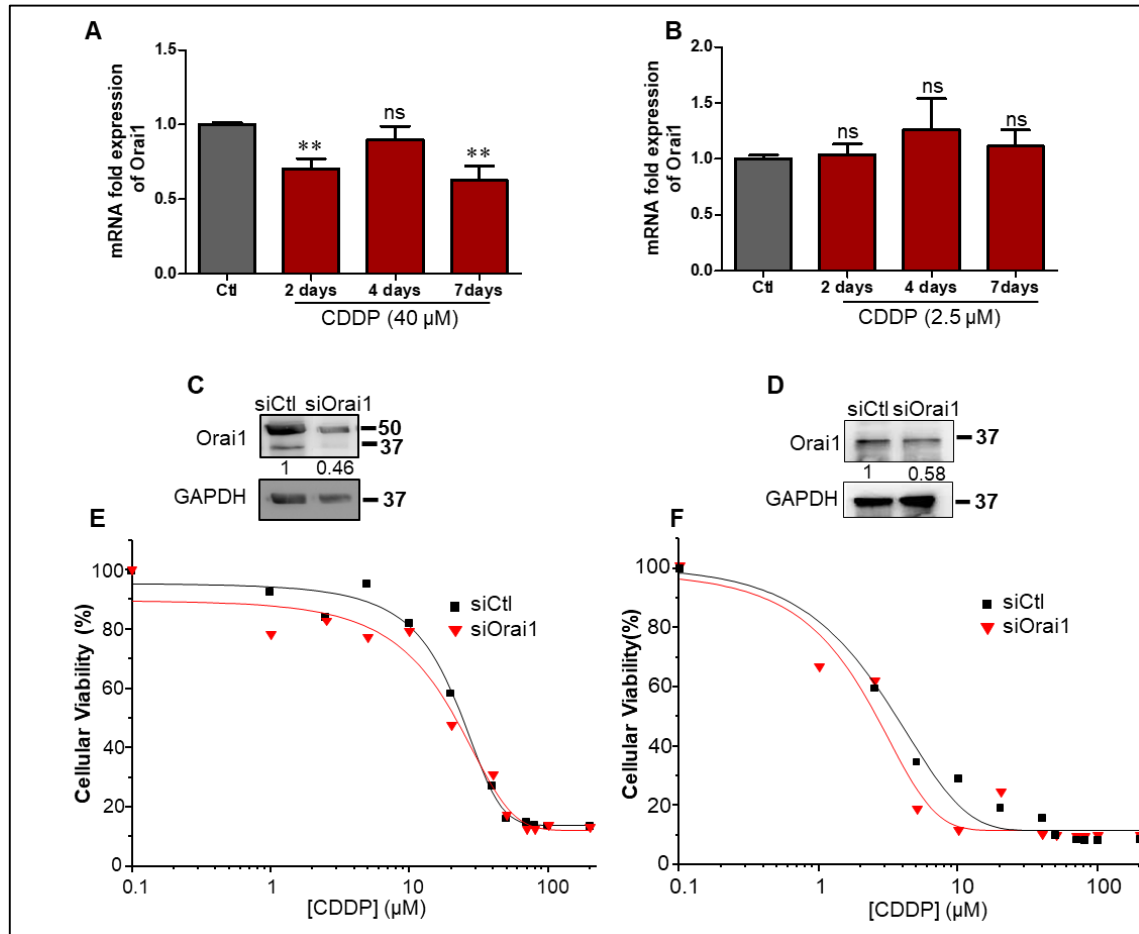 A
mRNA fold expression
of Orai1
1.5
1.0
0.5
0.0
**
ns
**
Ctl 2 days 4 days 7days
CDDP (40 µM)
B
mRNA fold expression
of Orai1
2.0
1.5
1.0
0.5
0.0
ns
ns
ns
Ctl 2 days 4 days 7days
CDDP (2.5 µM)
C
siCtl siOrai1
Orai1
50
37
1 0.46
GAPDH
37
D
siCtl siOrai1
Orai1
37
1 0.58
GAPDH
37
E
Cellular Viability (%)
100
80
60
40
20
0
siCtl
siOrai1
0.1 1 10 100
[CDDP] (µM)
F
Cellular Viability(%)
100
80
60
40
20
0
siCtl
siOrai1
0.1 1 10 100
[CDDP] (µM)